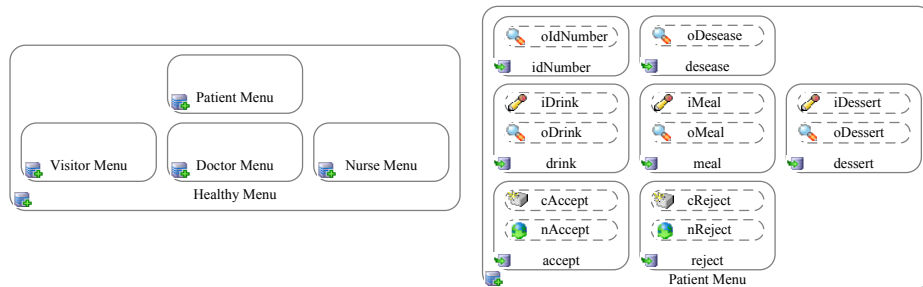 Patient Menu
Visitor Menu
Doctor Menu
Nurse Menu
Healthy Menu
oIdNumber
idNumber
oDesease
desease
iDrink
oDrink
drink
iMeal
oMeal
meal
iDessert
oDessert
dessert
cAccept
nAccept
accept
cReject
nReject
reject
Patient Menu